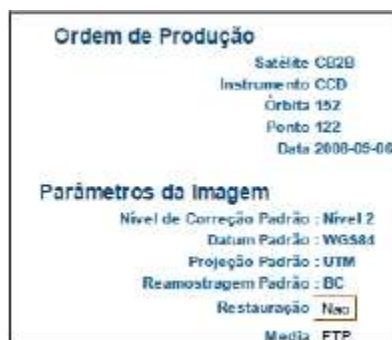 Ordem de Produção
Satélite CB2B
Instrumento CCD
Órbita 152
Ponto 122
Data 2008-09-06
Parâmetros da Imagem
Nível de Correção Padrão : Nivel 2
Datum Padrão : WGS84
Projeção Padrão : UTM
Reamostragem Padrão : BC
Restauração Nao
Media FTP